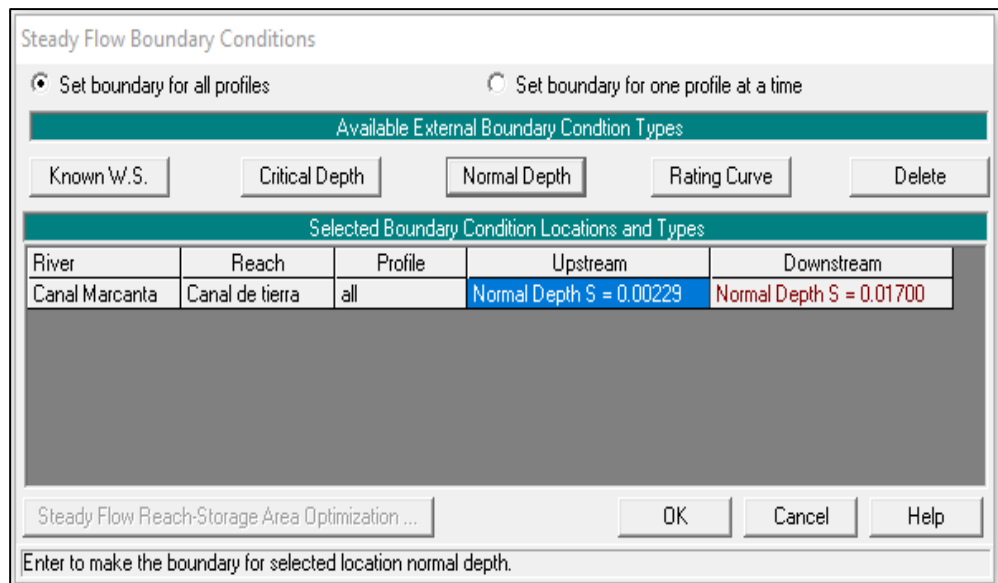 Steady Flow Boundary Conditions
Set boundary for all profiles Set boundary for one profile at a time
Available External Boundary Condtion Types
Known W.S. Critical Depth Normal Depth Rating Curve Delete
Selected Boundary Condition Locations and Types
River Reach Profile Upstream Downstream
Canal Marcanta Canal de tierra all Normal Depth S = 0.00229 Normal Depth S = 0.01700
Steady Flow Reach-Storage Area Optimization ... OK Cancel Help
Enter to make the boundary for selected location normal depth.